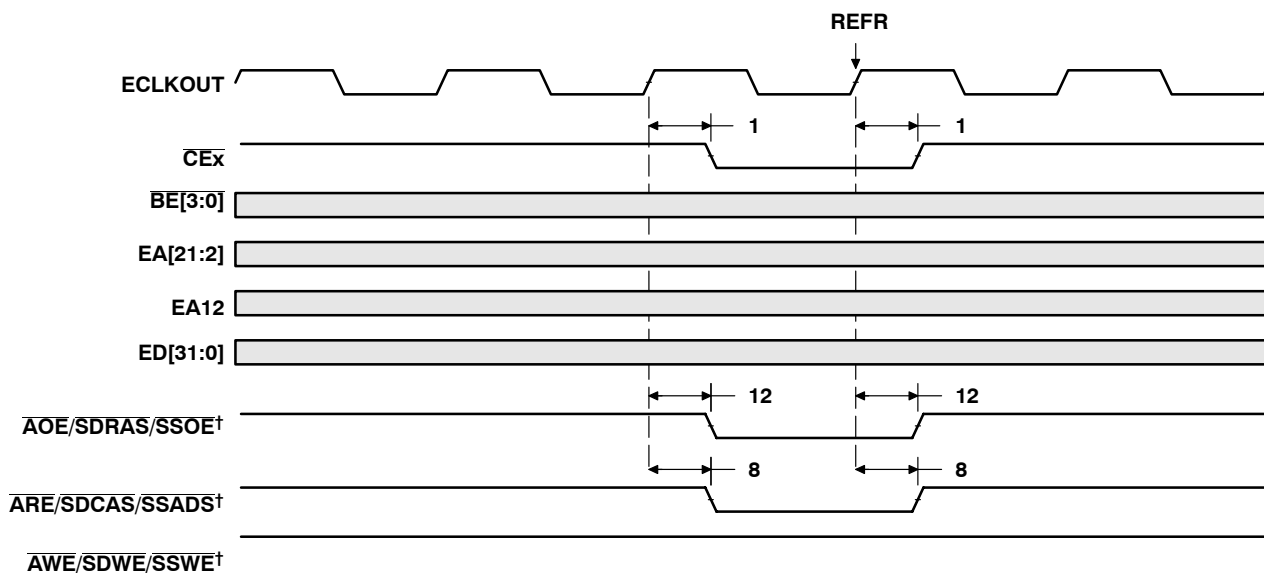 REFR
ECLKOUT
1 1
CEx
BE[3:0]
EA[21:2]
EA12
ED[31:0]
12 12
AOE/SDRAS/SSOE†
8 8
ARE/SDCAS/SSADS†
AWE/SDWE/SSWE†